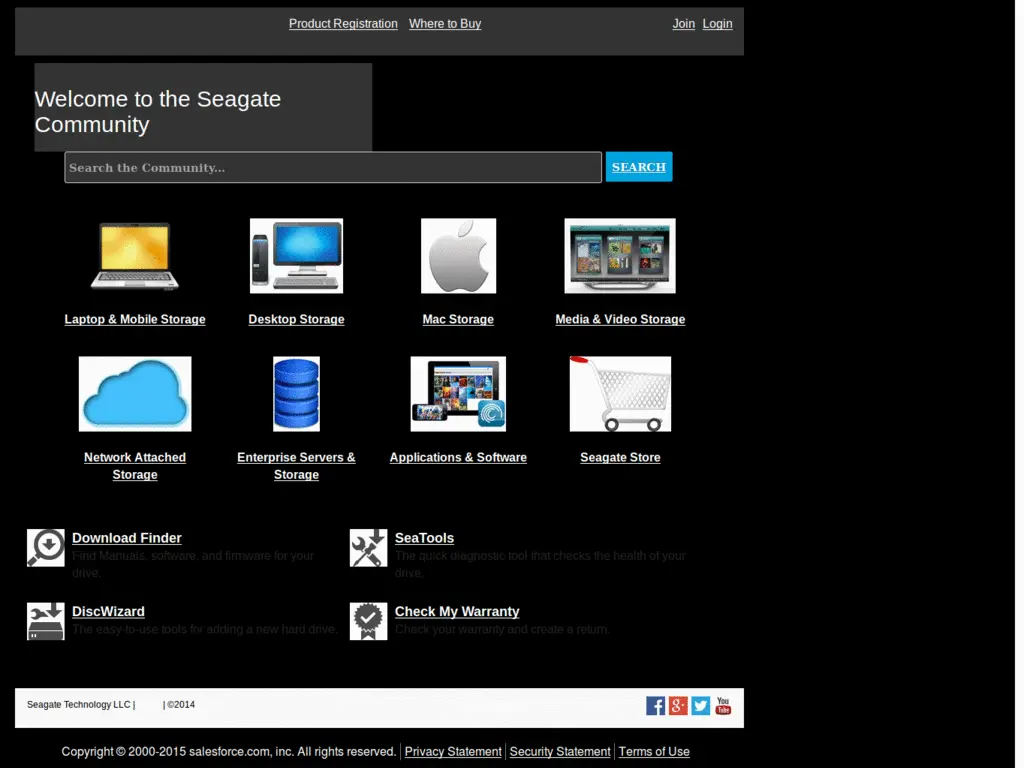 Product Registration Where to Buy Join Login
Welcome to the Seagate
Community
Search the Community...
SEARCH
Laptop & Mobile Storage Desktop Storage Mac Storage Media & Video Storage
Network Attached
Storage
Enterprise Servers &
Storage
Applications & Software
Seagate Store
Download Finder
Find Manuals, software, and firmware for your
drive.
SeaTools
The quick diagnostic tool that checks the health of your
drive.
DiscWizard
The easy-to-use tools for adding a new hard drive.
Check My Warranty
Check your warranty and create a return.
Seagate Technology LLC | | ©2014
You
Tube
Copyright © 2000-2015 salesforce.com, inc. All rights reserved. | Privacy Statement | Security Statement | Terms of Use